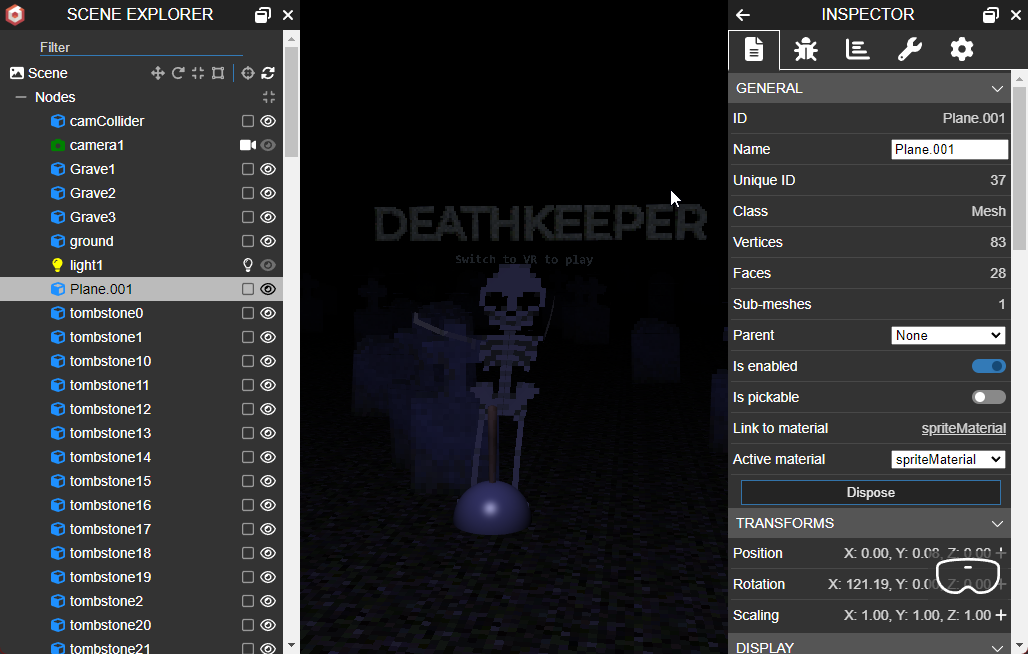 SCENE EXPLORER
Filter
Scene
Nodes
camCollider
camera1
Grave1
Grave2
Grave3
ground
light1
Plane.001
tombstone0
tombstone1
tombstone10
tombstone11
tombstone12
tombstone13
tombstone14
tombstone15
tombstone16
tombstone17
tombstone18
tombstone19
tombstone2
tombstone20
tombstone21
DEATHKEEPER
Switch to VR to play
INSPECTOR
GENERAL
ID Plane.001
Name Plane.001
Unique ID 37
Class Mesh
Vertices 83
Faces 28
Sub-meshes 1
Parent None
Is enabled
Is pickable
Link to material spriteMaterial
Active material spriteMaterial
Dispose
TRANSFORMS
Position X: 0.00, Y: 0.08, Z: 0.00
Rotation X: 121.19, Y: 0.00, Z: 0.00
Scaling X: 1.00, Y: 1.00, Z: 1.00
DISPLAY